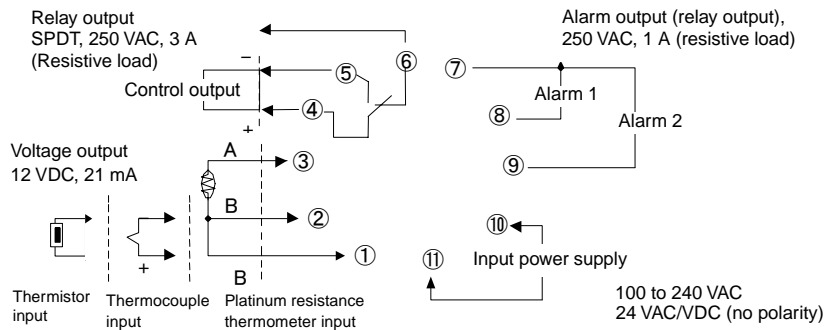 Relay output
SPDT, 250 VAC, 3 A
(Resistive load)
Alarm output (relay output),
250 VAC, 1 A (resistive load)
−
⑥
⑤
⑦
Control output
Alarm 1
④
⑧
Alarm 2
+
Voltage output
12 VDC, 21 mA
A
③
⑨
B
②
−
⑩
①
⑪
Input power supply
+
B
Thermistor
input
Thermocouple
input
Platinum resistance
thermometer input
100 to 240 VAC
24 VAC/VDC (no polarity)